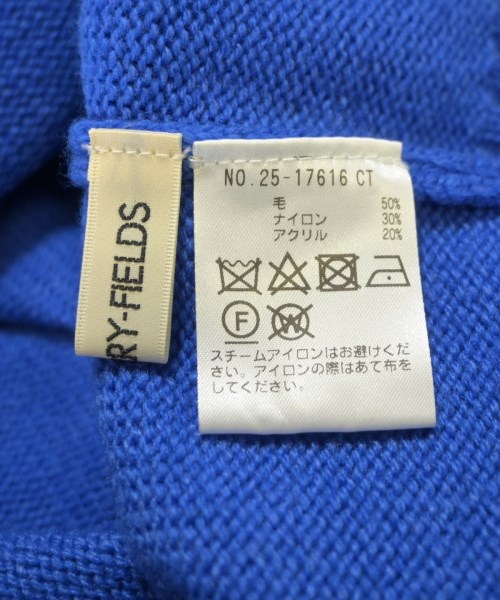 RY-FIELDS
NO.25-17616 CT
毛 50%
ナイロン 30%
アクリル 20%
F W
スチームアイロンはお避けくだ
さい。アイロンの際はあて布を
してください。